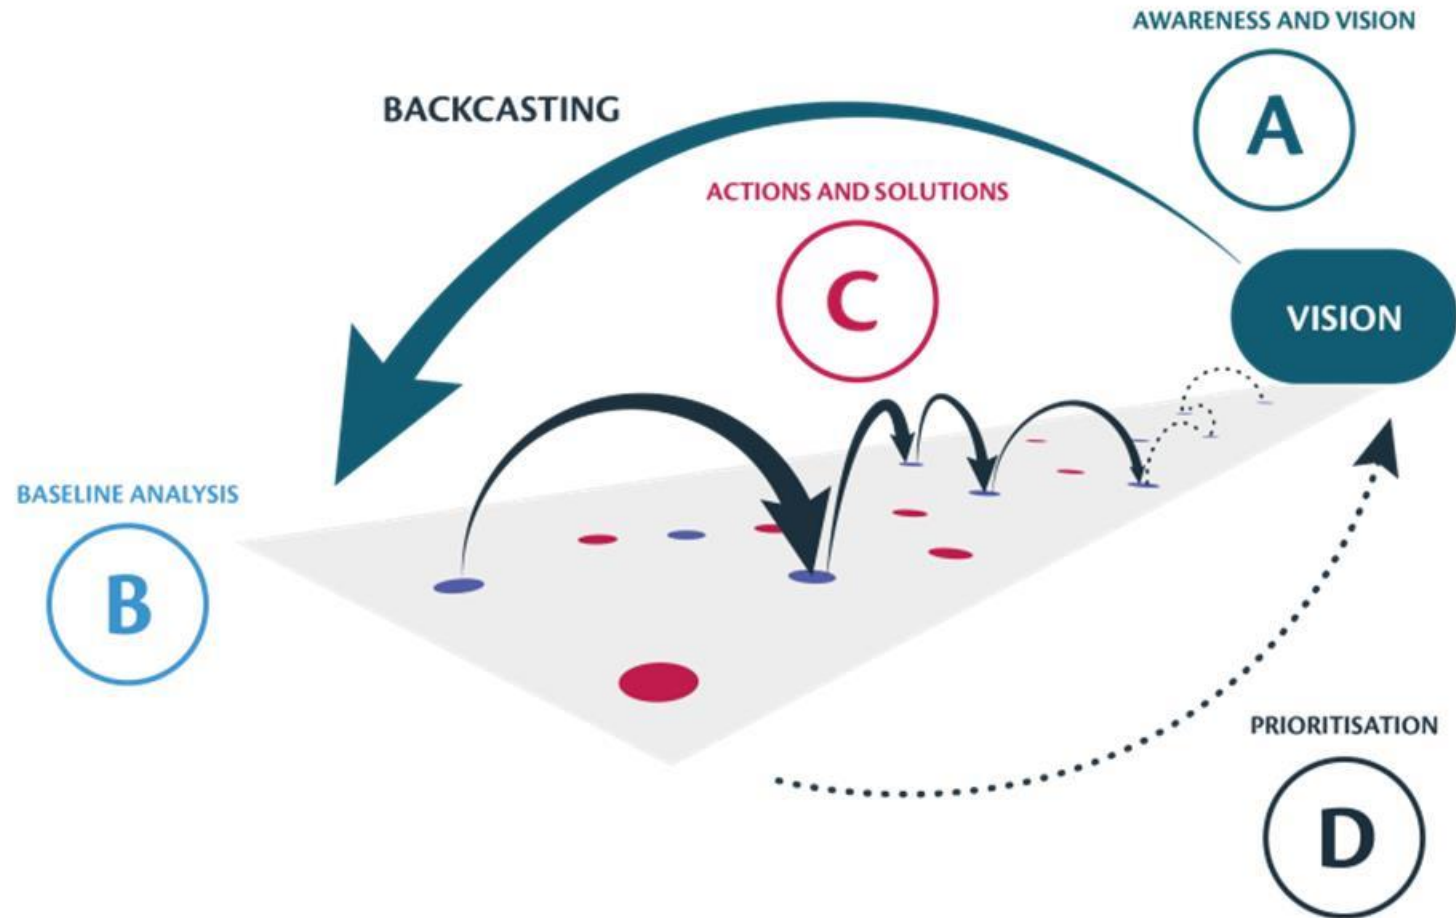 AWARENESS AND VISION
A
BACKCASTING
ACTIONS AND SOLUTIONS
C
VISION
BASELINE ANALYSIS
B
PRIORITISATION
D